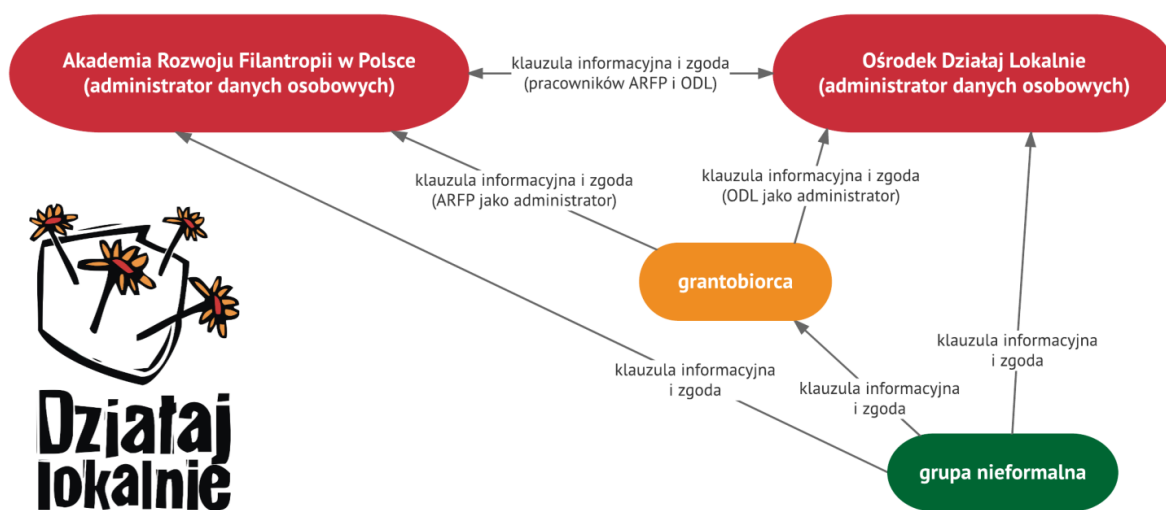 Akademia Rozwoju Filantropii w Polsce
(administrator danych osobowych)
klauzula informacyjna i zgoda
(pracowników ARFP i ODL)
Ośrodek Działaj Lokalnie
(administrator danych osobowych)
klauzula informacyjna i zgoda
(ARFP jako administrator)
klauzula informacyjna i zgoda
(ODL jako administrator)
grantobiorca
klauzula informacyjna
i zgoda
klauzula informacyjna
i zgoda
klauzula informacyjna
i zgoda
grupa nieformalna
Działaj
lokalnie